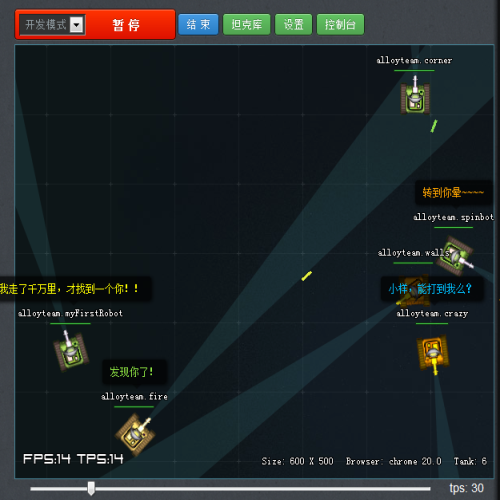 开发模式 暂停 结束 坦克库 设置 控制台
alloyteam.corner
转到你晕~~~~
alloyteam.spinbot
alloyteam.walls
我走了千万里，才找到一个你！！
小样，能打到我么？
alloyteam.myFirstRobot
alloyteam.crazy
发现你了！
alloyteam.fire
FPS:14 TPS:14
Size: 600 X 500 Browser: chrome 20.0 Tank: 6
tps: 30